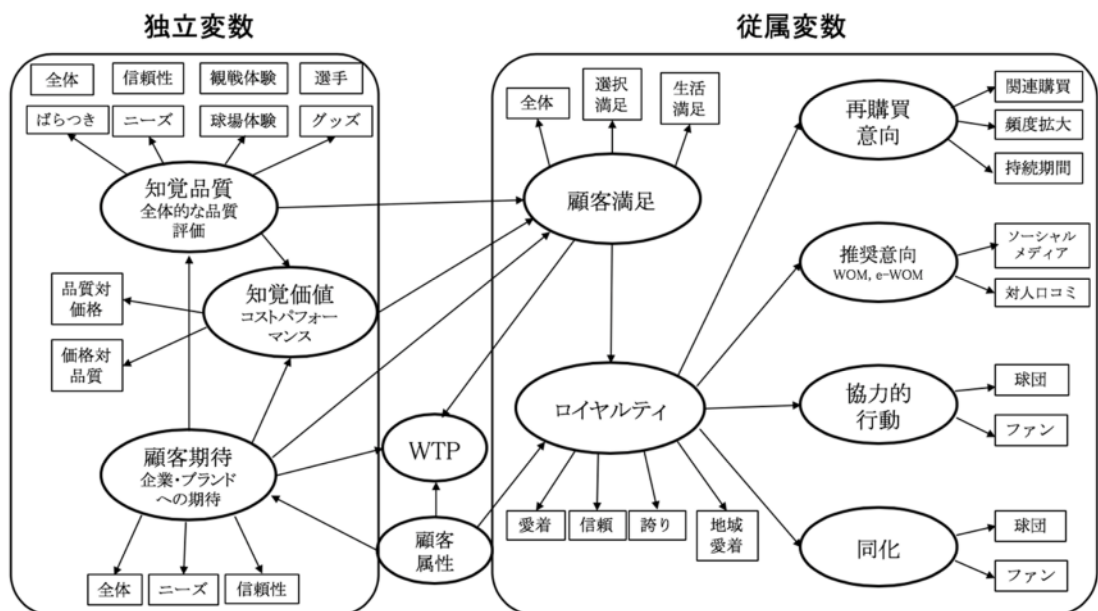 独立変数
従属変数
全体
信頼性
観戦体験
選手
ばらつき
ニーズ
球場体験
グッズ
知覚品質
全体的な品質
評価
品質対
価格
価格対
品質
知覚価値
コストパフォー
マンス
顧客期待
企業・ブランド
への期待
全体
ニーズ
信頼性
WTP
顧客
属性
全体
選択
満足
生活
満足
顧客満足
ロイヤルティ
愛着
信頼
誇り
地域
愛着
再購買
意向
関連購買
頻度拡大
持続期間
推奨意向
WOM, e-WOM
ソーシャル
メディア
対人口コミ
協力的
行動
球団
ファン
同化
球団
ファン